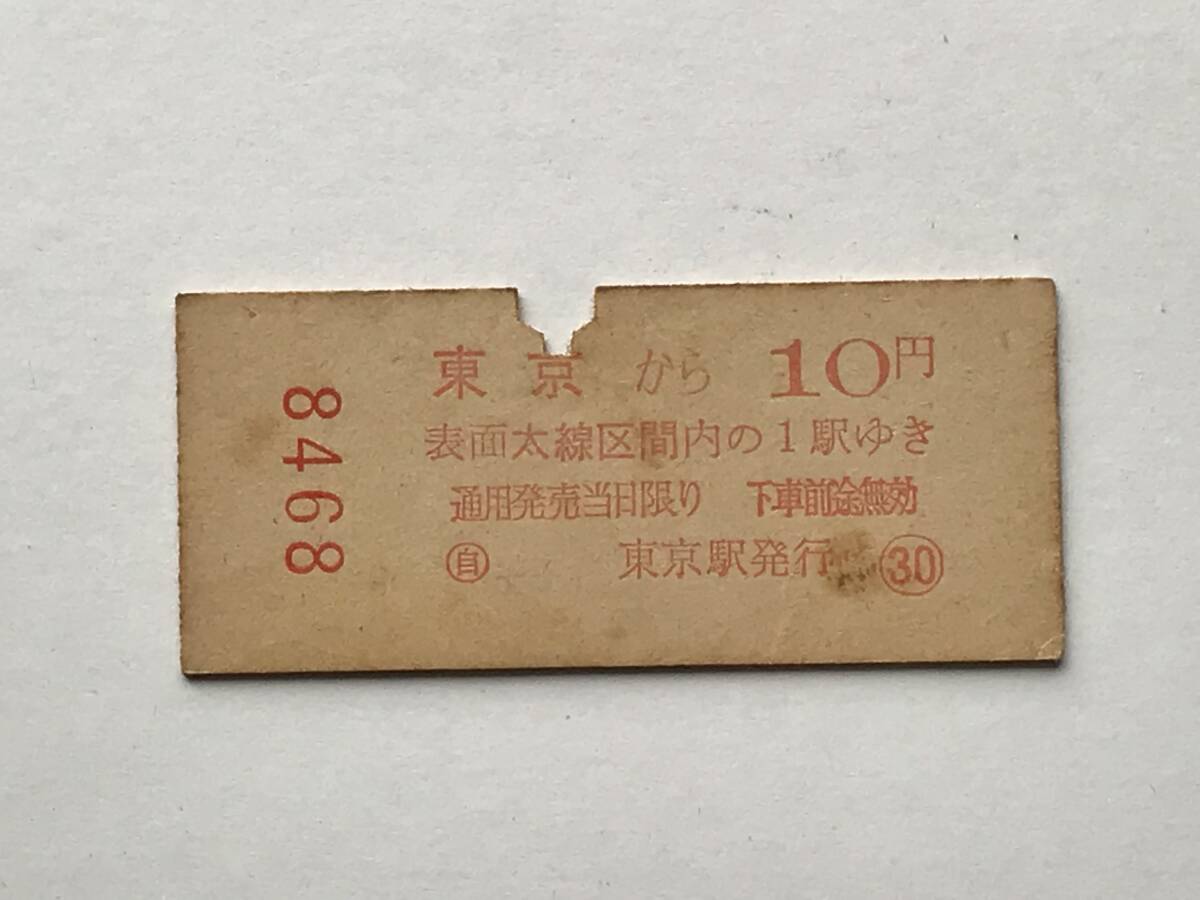 東京 から 10円
表面太線区間内の1駅ゆき
通用発売当日限り 下車前途無効
㊀自 東京駅発行 ㉚
8468